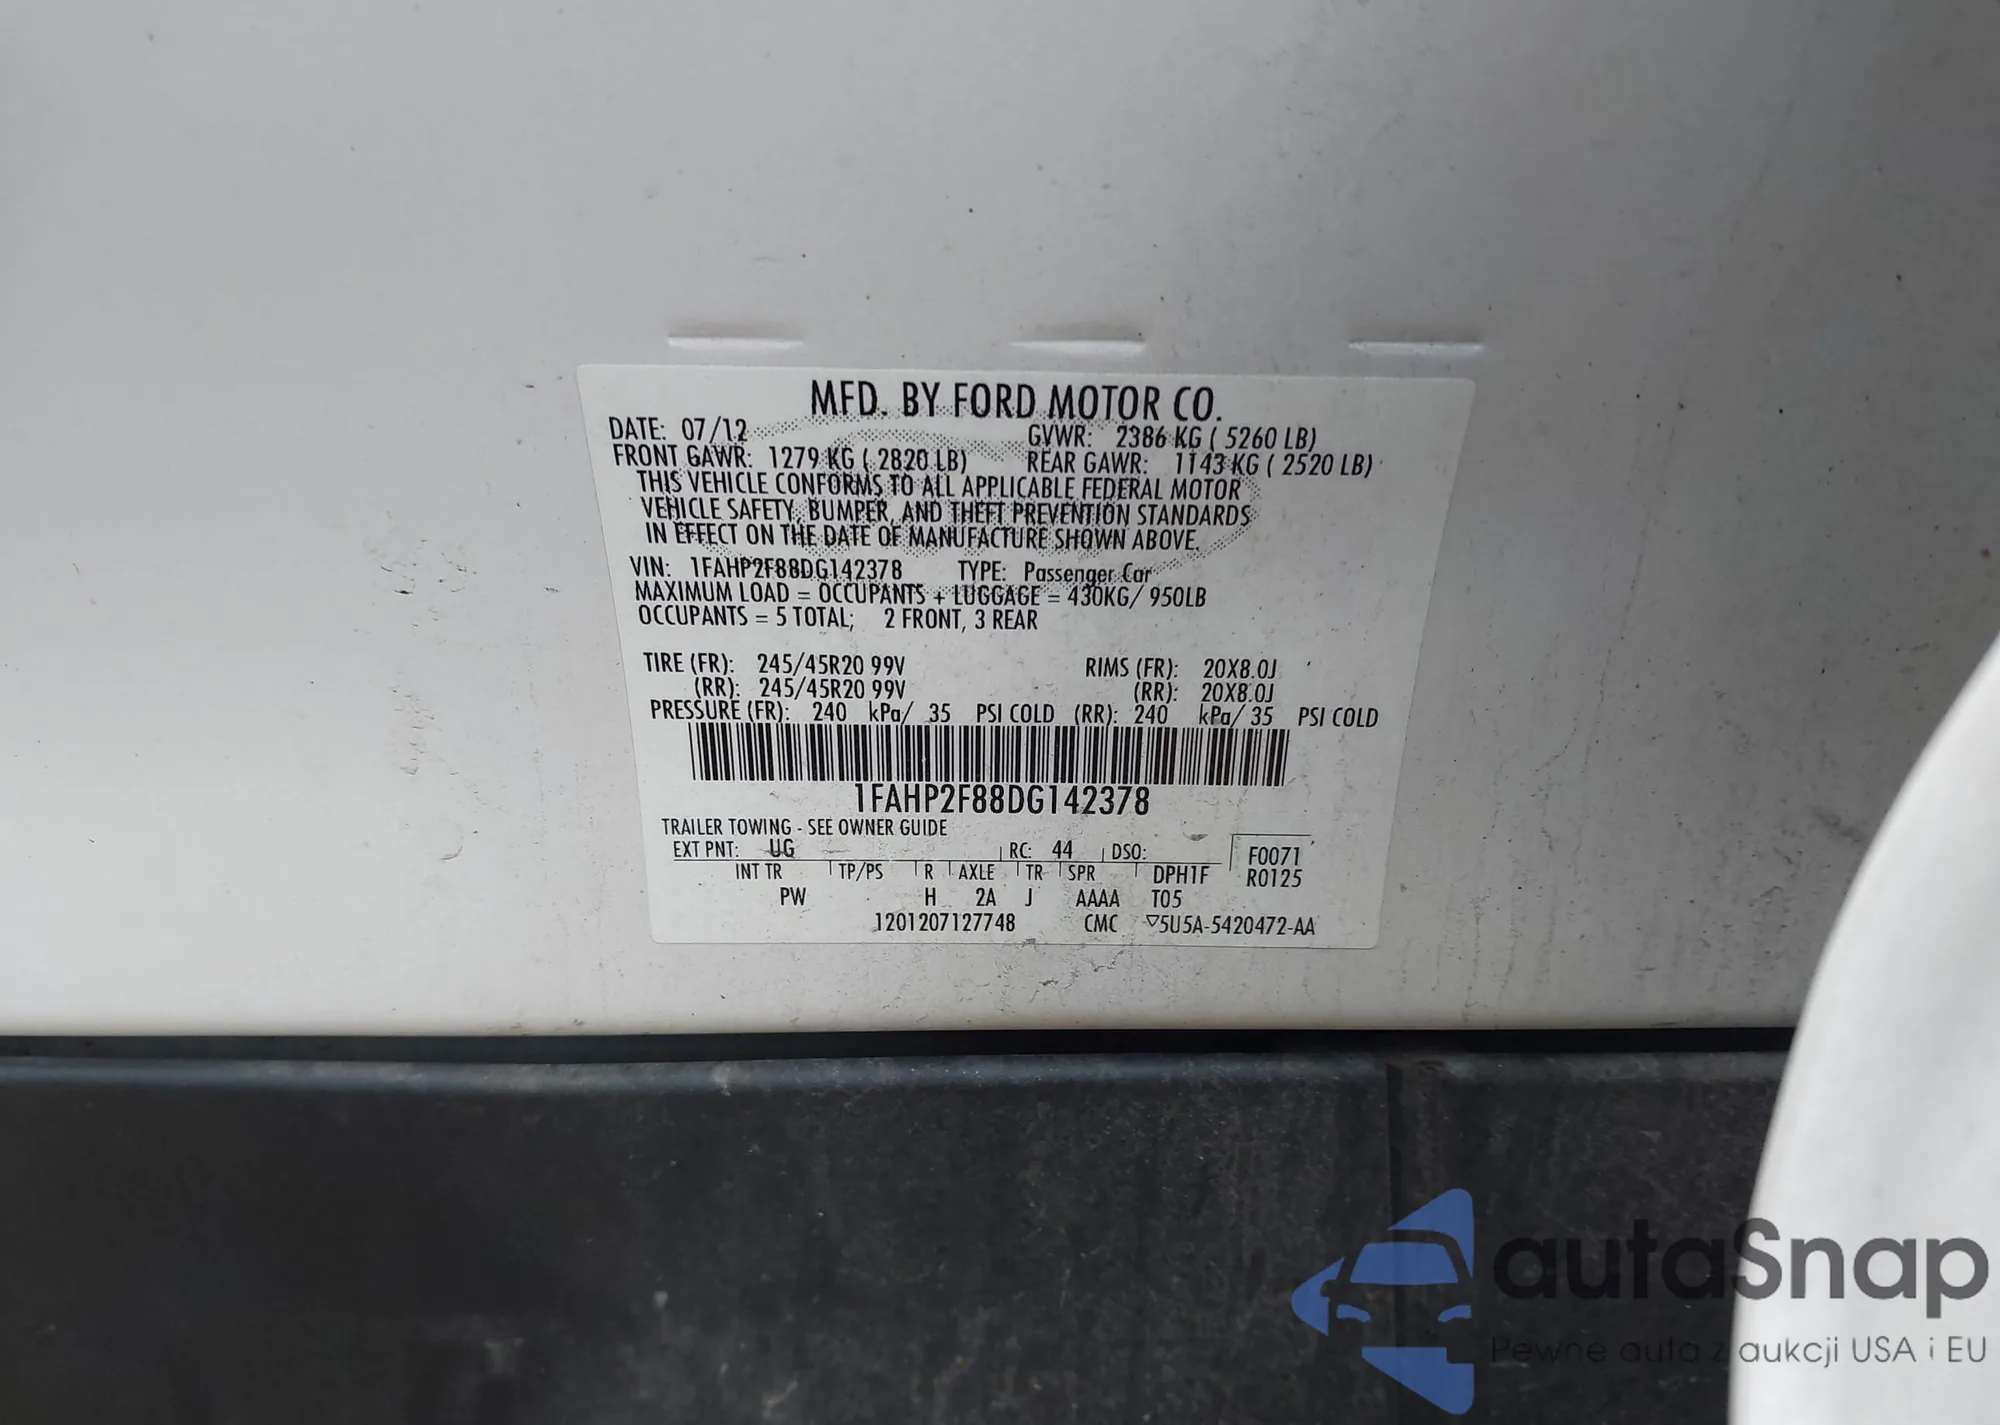 MFD. BY FORD MOTOR CO.
DATE: 07/12 GVWR: 2386 KG ( 5260 LB)
FRONT GAWR: 1279 KG ( 2820 LB) REAR GAWR: 1143 KG ( 2520 LB)
THIS VEHICLE CONFORMS TO ALL APPLICABLE FEDERAL MOTOR
VEHICLE SAFETY, BUMPER, AND THEFT PREVENTION STANDARDS
IN EFFECT ON THE DATE OF MANUFACTURE SHOWN ABOVE.
VIN: 1FAHP2F88DG142378 TYPE: Passenger Car
MAXIMUM LOAD = OCCUPANTS + LUGGAGE = 430KG/ 950LB
OCCUPANTS = 5 TOTAL; 2 FRONT, 3 REAR
TIRE (FR): 245/45R20 99V RIMS (FR): 20X8.0J
(RR): 245/45R20 99V (RR): 20X8.0J
PRESSURE (FR): 240 kPa/ 35 PSI COLD (RR): 240 kPa/ 35 PSI COLD
1FAHP2F88DG142378
TRAILER TOWING - SEE OWNER GUIDE
EXT PNT: UG RC: 44 DSO: F0071
INT TR TP/PS R AXLE TR SPR DPH1F R0125
PW H 2A J AAAA T05
1201207127748 CMC ▽5U5A-5420472-AA
autaSnap
Pewne auta z aukcji USA i EU